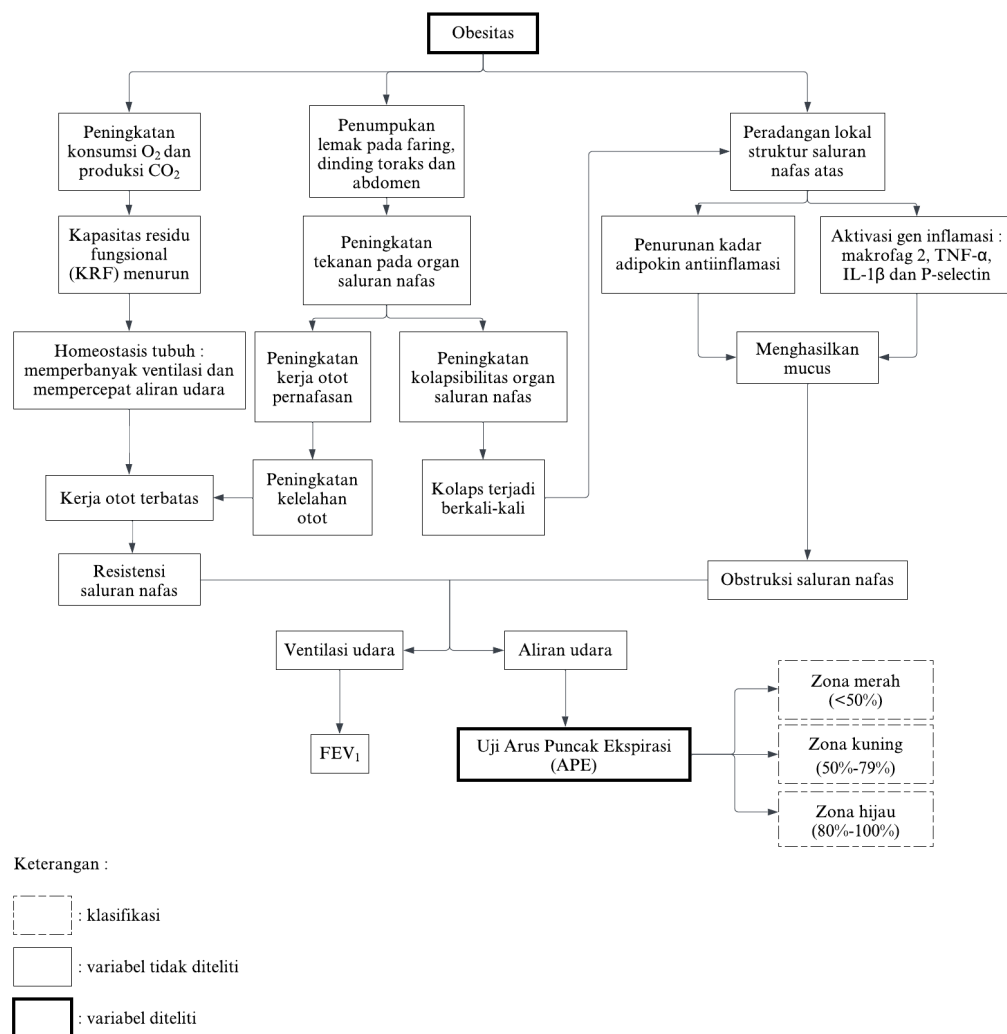 Obesitas
Peningkatan
konsumsi O₂ dan
produksi CO₂
Penumpukan
lemak pada faring,
dinding toraks dan
abdomen
Peradangan lokal
struktur saluran
nafas atas
Kapasitas residu
fungsional
(KRF) menurun
Peningkatan
tekanan pada organ
saluran nafas
Penurunan kadar
adipokin antiinflamasi
Aktivasi gen inflamasi :
makrofag 2, TNF-α,
IL-1β dan P-selectin
Homeostasis tubuh :
memperbanyak ventilasi dan
mempercepat aliran udara
Peningkatan
kerja otot
pernafasan
Peningkatan
kolapsibilitas organ
saluran nafas
Menghasilkan
mucus
Kerja otot terbatas
Peningkatan
kelelahan
otot
Kolaps terjadi
berkali-kali
Resistensi
saluran nafas
Obstruksi saluran nafas
Ventilasi udara
Aliran udara
FEV₁
Uji Arus Puncak Ekspirasi
(APE)
Zona merah
(<50%)
Zona kuning
(50%-79%)
Zona hijau
(80%-100%)
Keterangan :
: klasifikasi
: variabel tidak diteliti
: variabel diteliti